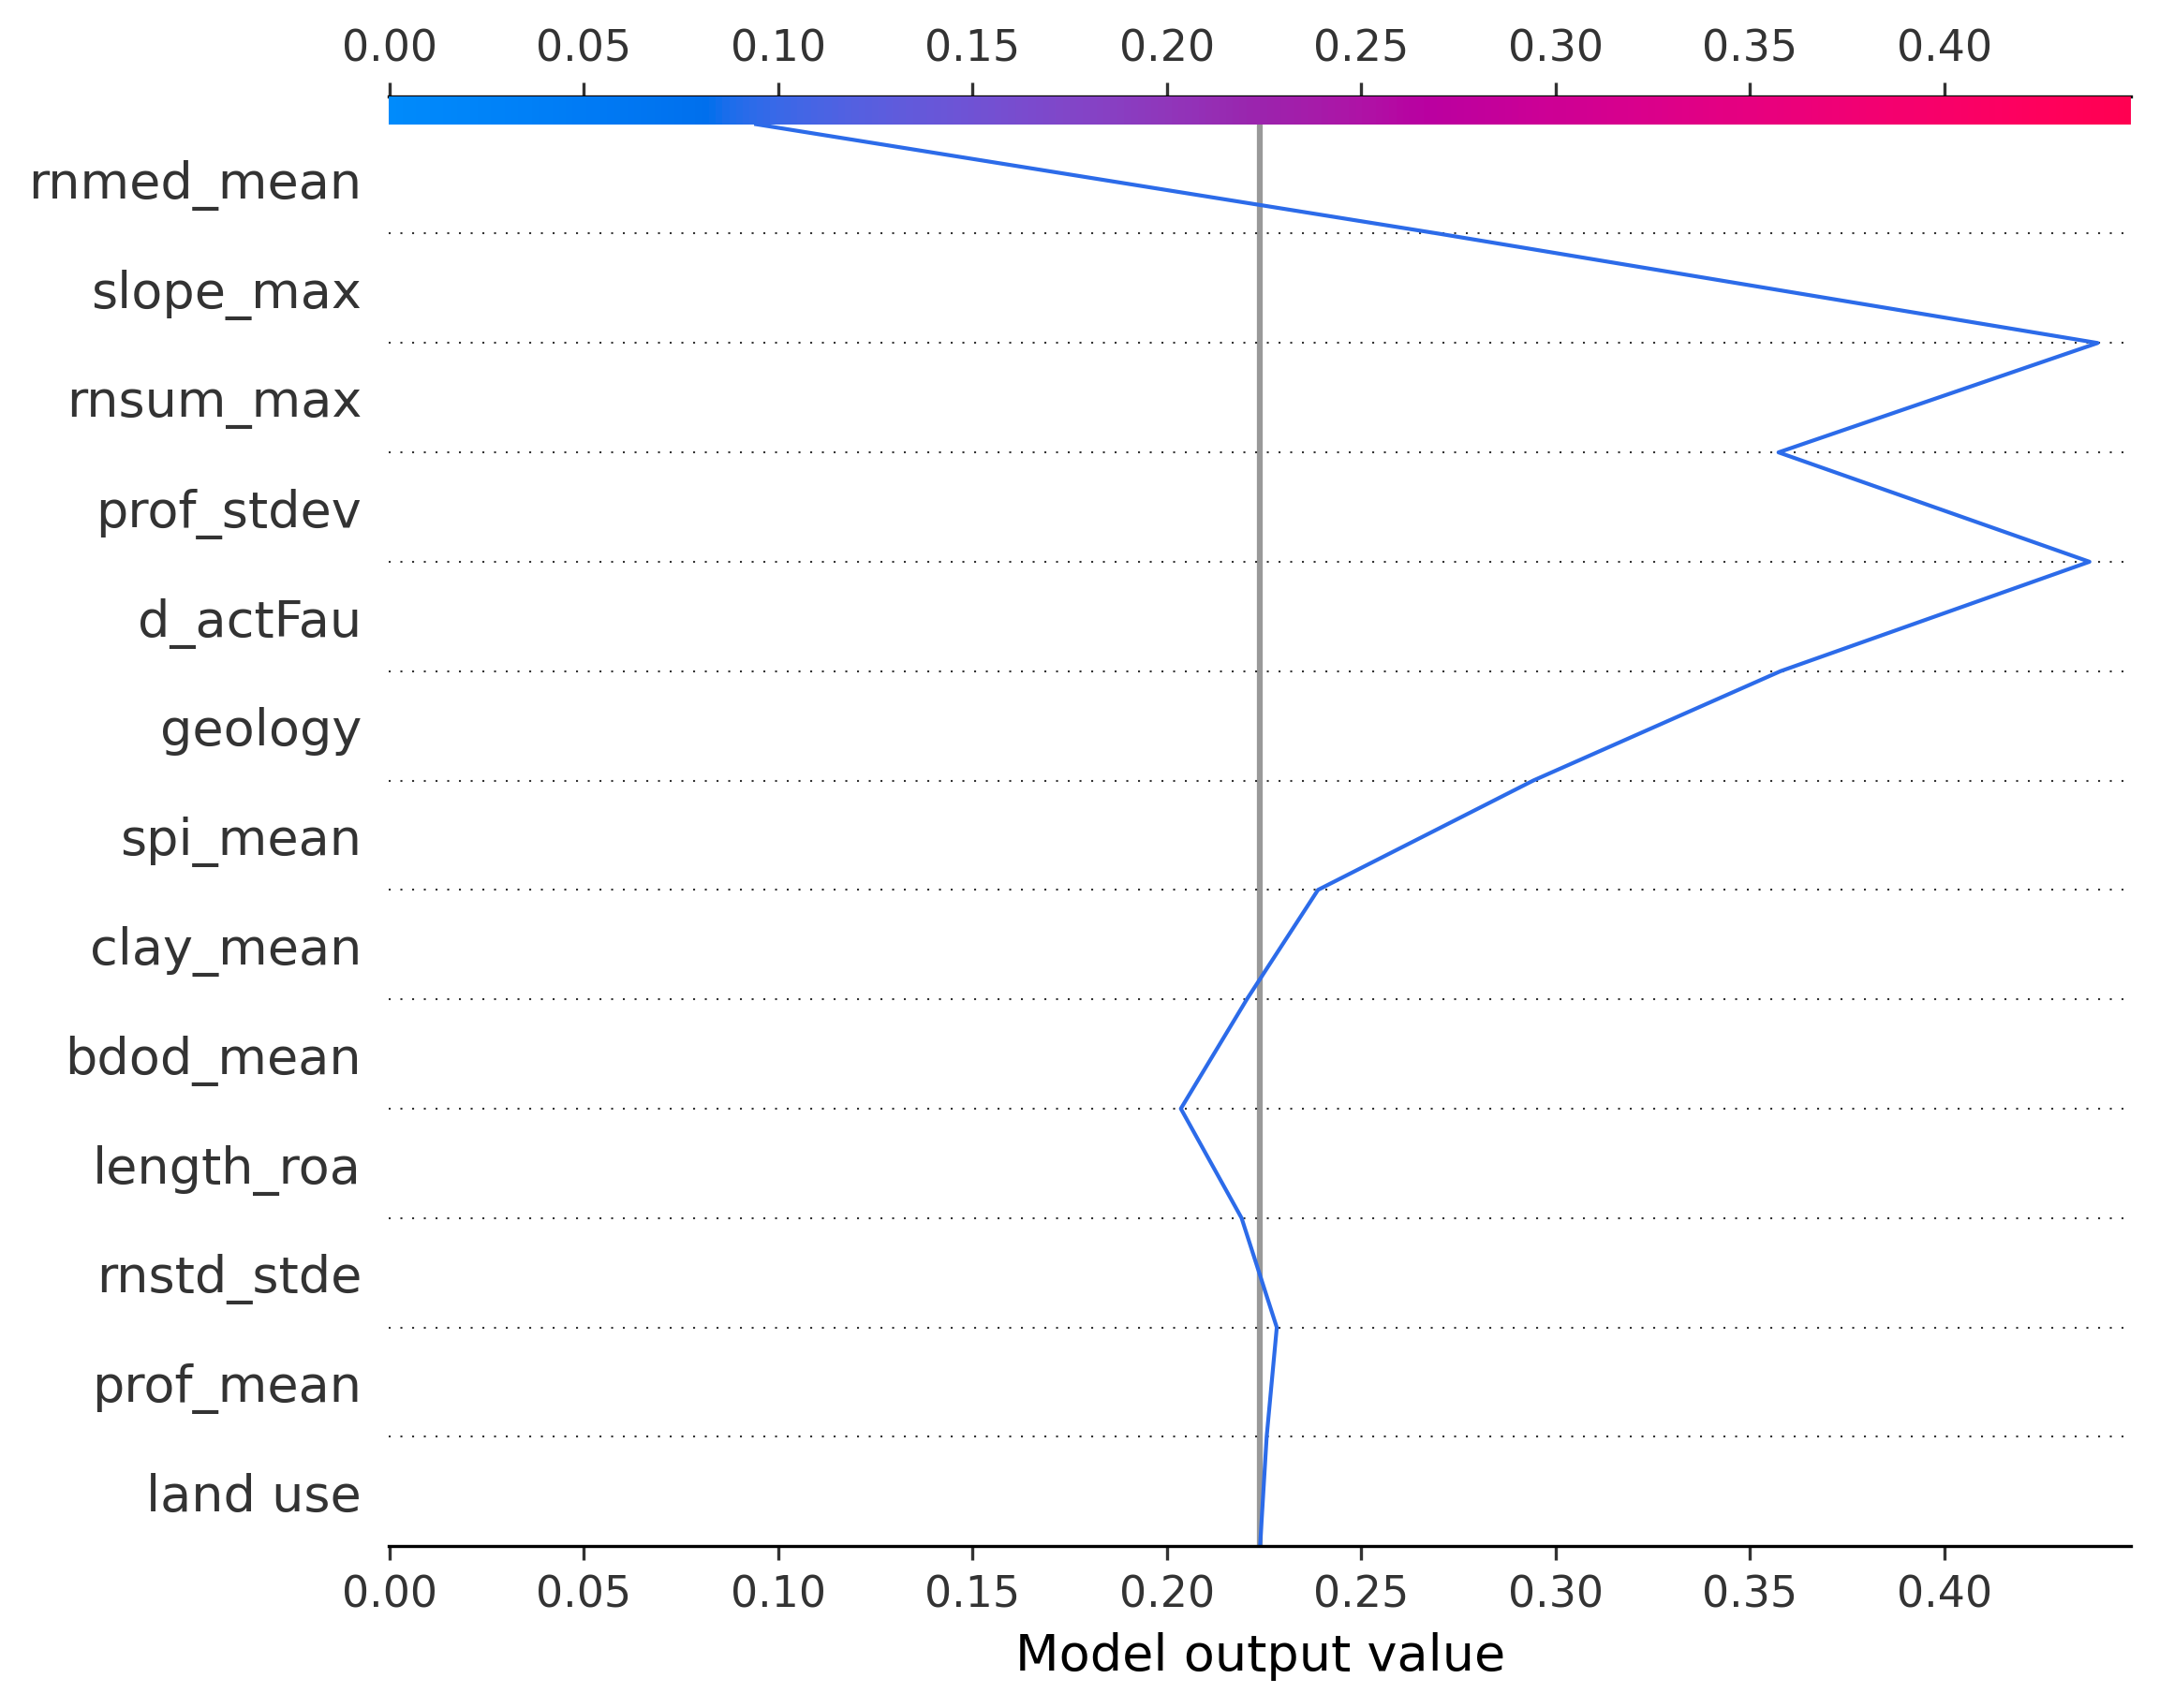 0.00 0.05 0.10 0.15 0.20 0.25 0.30 0.35 0.40
rnmed_mean
slope_max
rnsum_max
prof_stdev
d_actFau
geology
spi_mean
clay_mean
bdod_mean
length_roa
rnstd_stde
prof_mean
land use
0.00 0.05 0.10 0.15 0.20 0.25 0.30 0.35 0.40
Model output value